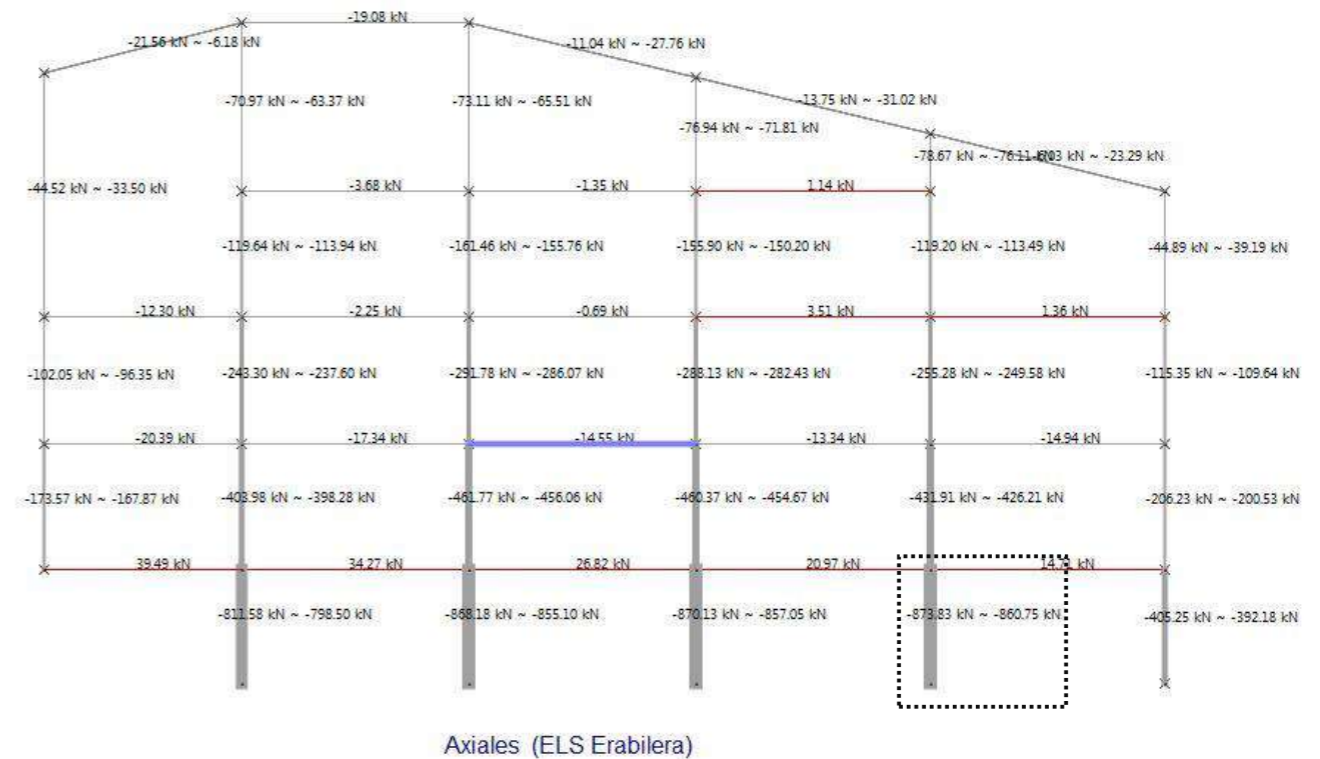 -19.08 kN
-21.56 kN ~ -6.18 kN
-11.04 kN ~ -27.76 kN
-70.97 kN ~ -63.37 kN
-73.11 kN ~ -65.51 kN
-13.75 kN ~ -31.02 kN
-76.94 kN ~ -71.81 kN
-78.67 kN ~ -76.11 kN
kN ~ -23.29 kN
-44.52 kN ~ -33.50 kN
-3.68 kN
-1.35 kN
1.14 kN
-119.64 kN ~ -113.94 kN
-161.46 kN ~ -155.76 kN
-155.90 kN ~ -150.20 kN
-119.20 kN ~ -113.49 kN
-44.89 kN ~ -39.19 kN
-12.30 kN
-2.25 kN
-0.69 kN
3.51 kN
1.36 kN
-102.05 kN ~ -96.35 kN
-243.30 kN ~ -237.60 kN
-291.78 kN ~ -286.07 kN
-288.13 kN ~ -282.43 kN
-255.28 kN ~ -249.58 kN
-115.35 kN ~ -109.64 kN
-20.39 kN
-17.34 kN
-14.55 kN
-13.34 kN
-14.94 kN
-173.57 kN ~ -167.87 kN
-403.98 kN ~ -398.28 kN
-461.77 kN ~ -456.06 kN
-460.37 kN ~ -454.67 kN
-431.91 kN ~ -426.21 kN
-206.23 kN ~ -200.53 kN
39.49 kN
34.27 kN
26.82 kN
20.97 kN
kN
-811.58 kN ~ -798.50 kN
-868.18 kN ~ -855.10 kN
-870.13 kN ~ -857.05 kN
-873.83 kN ~ -860.75 kN
-405.25 kN ~ -392.18 kN
Axiales (ELS Erabilera)